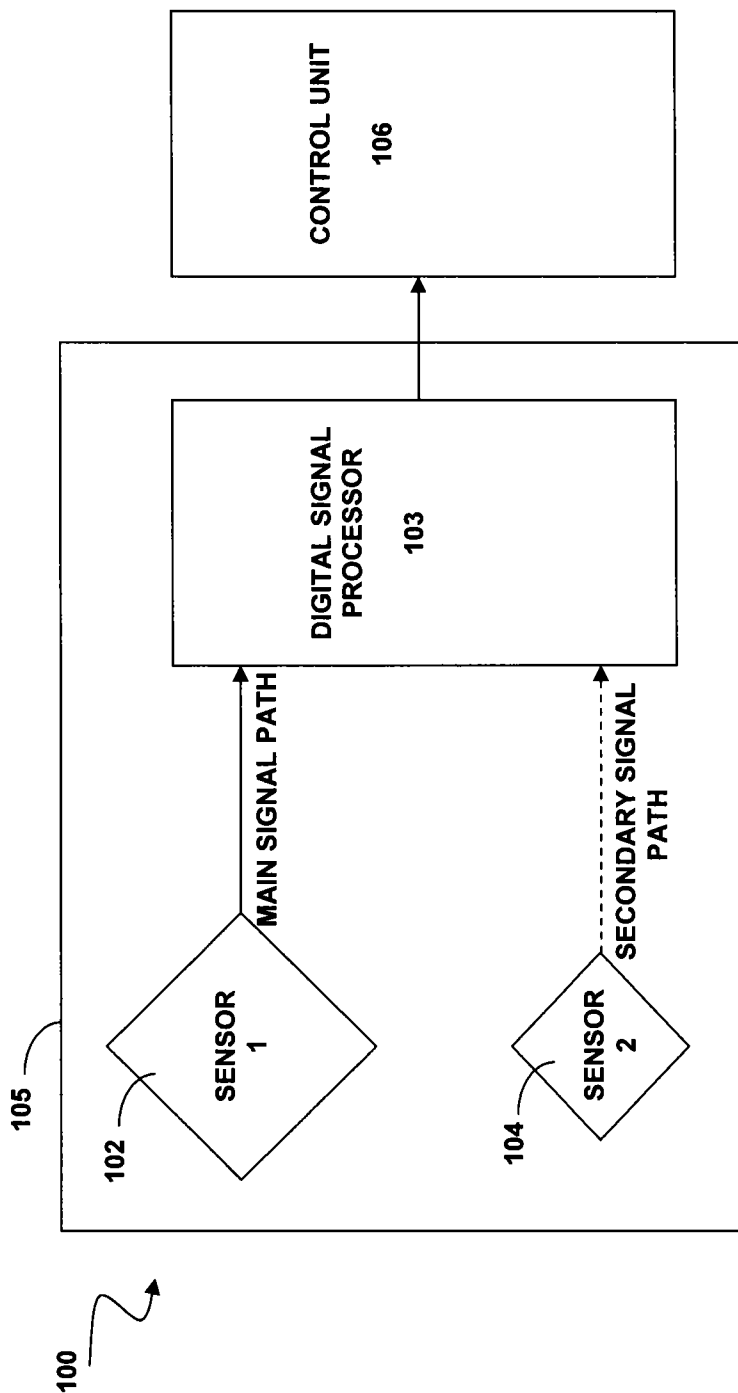 100
105
102
SENSOR
1
MAIN SIGNAL PATH
104
SENSOR
2
SECONDARY SIGNAL
PATH
DIGITAL SIGNAL
PROCESSOR
103
CONTROL UNIT
106